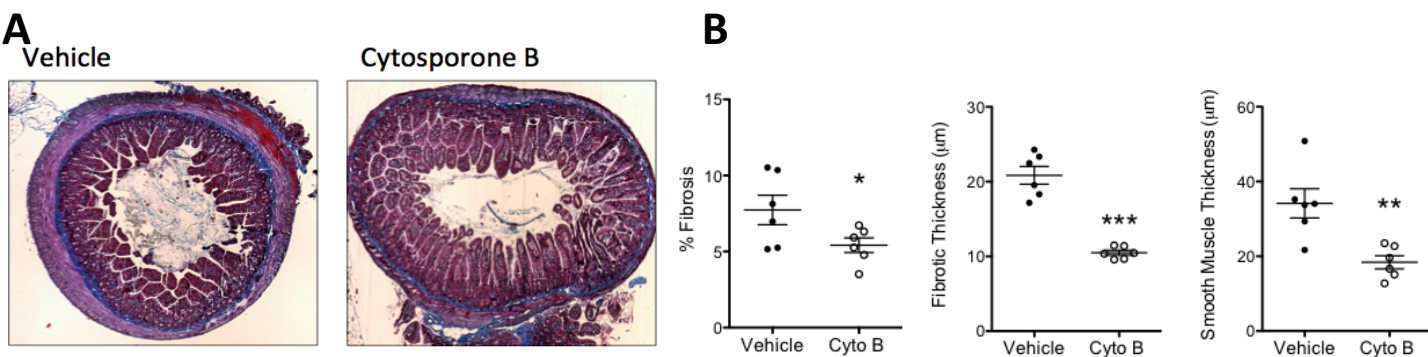 A
Vehicle
Cytosporone B
B
% Fibrosis
15
10
5
0
*
Vehicle
Cyto B
Fibrotic Thickness (μm)
30
20
10
0
***
Vehicle
Cyto B
Smooth Muscle Thickness (μm)
60
40
20
0
**
Vehicle
Cyto B